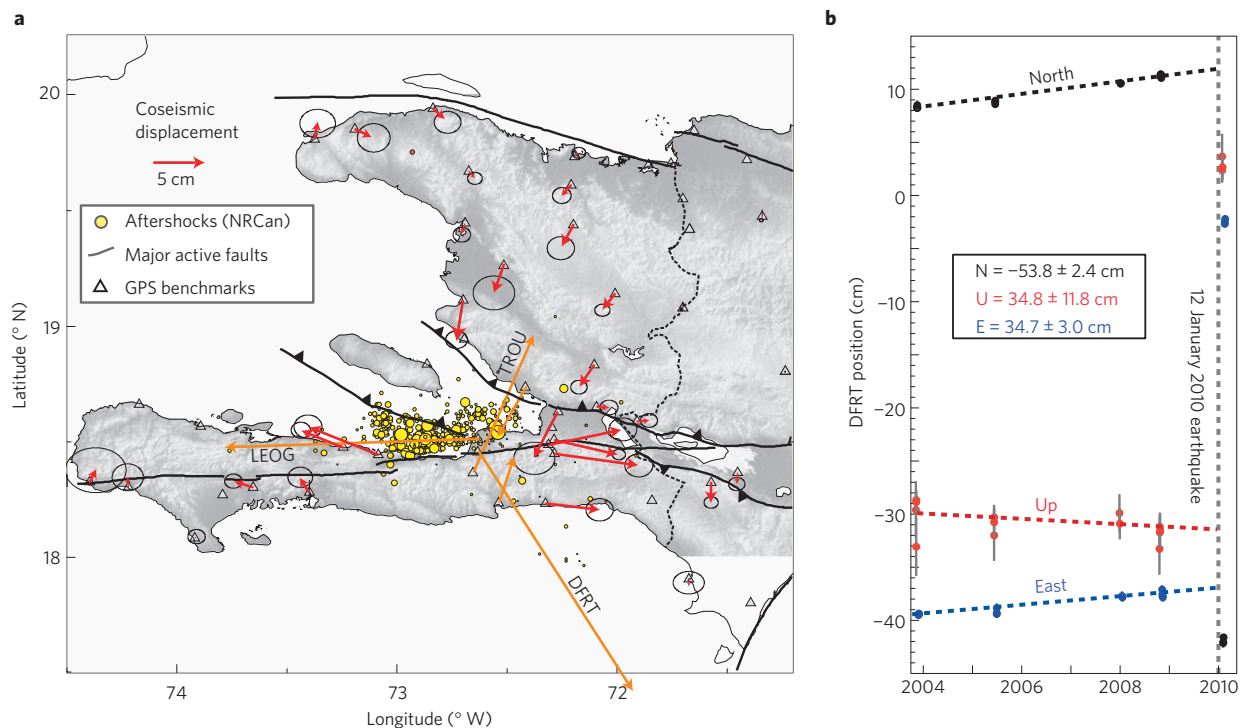 a
20
19
18
Latitude (° N)
74
73
72
Longitude (° W)
Coseismic
displacement
5 cm
Aftershocks (NRCan)
Major active faults
GPS benchmarks
TROU
LEOG
DFRT
b
10
0
−10
−20
−30
−40
DFRT position (cm)
North
N = −53.8 ± 2.4 cm
U = 34.8 ± 11.8 cm
E = 34.7 ± 3.0 cm
12 January 2010 earthquake
Up
East
2004
2006
2008
2010